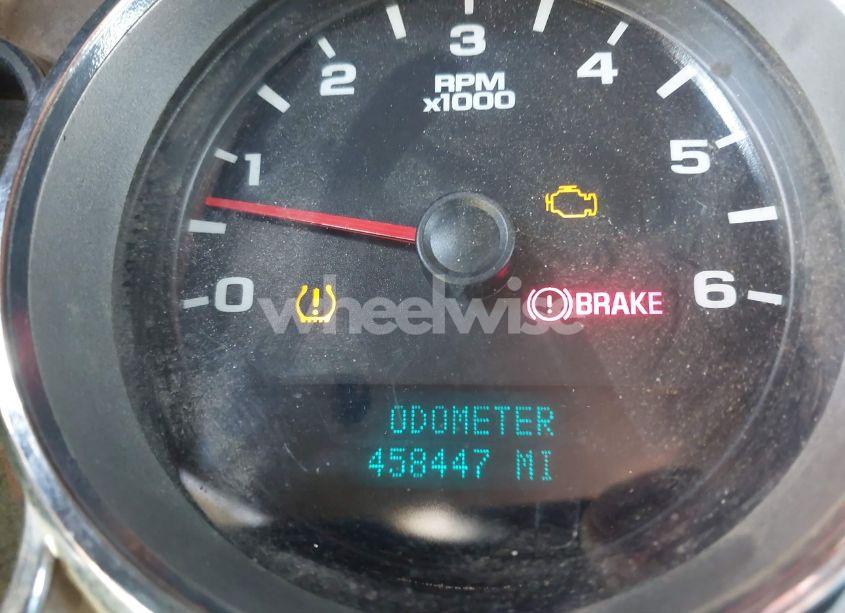 3
2
4
RPM
x1000
1
5
0
6
wheelwise
BRAKE
ODOMETER
458447 MI